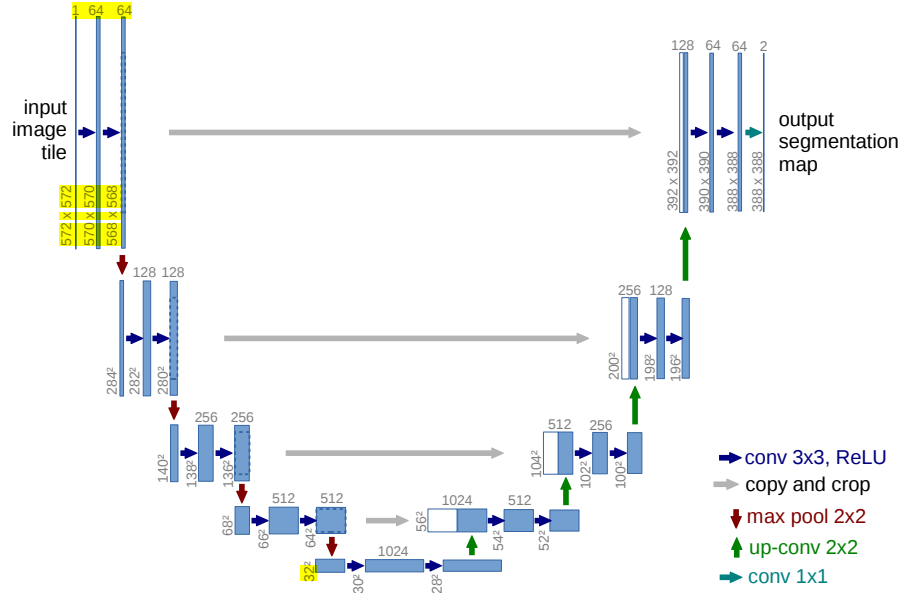 1 64 64
128 64 64 2
input
image
tile
output
segmentation
map
572 x 572
570 x 570
568 x 568
392 x 392
390 x 390
388 x 388
388 x 388
128 128
256 128
284²
282²
280²
200²
198²
196²
256 256
512 256
140²
138²
136²
104²
102²
100²
512 512
1024 512
68²
66²
64²
56²
54²
52²
1024
32²
30²
28²
conv 3x3, ReLU
copy and crop
max pool 2x2
up-conv 2x2
conv 1x1